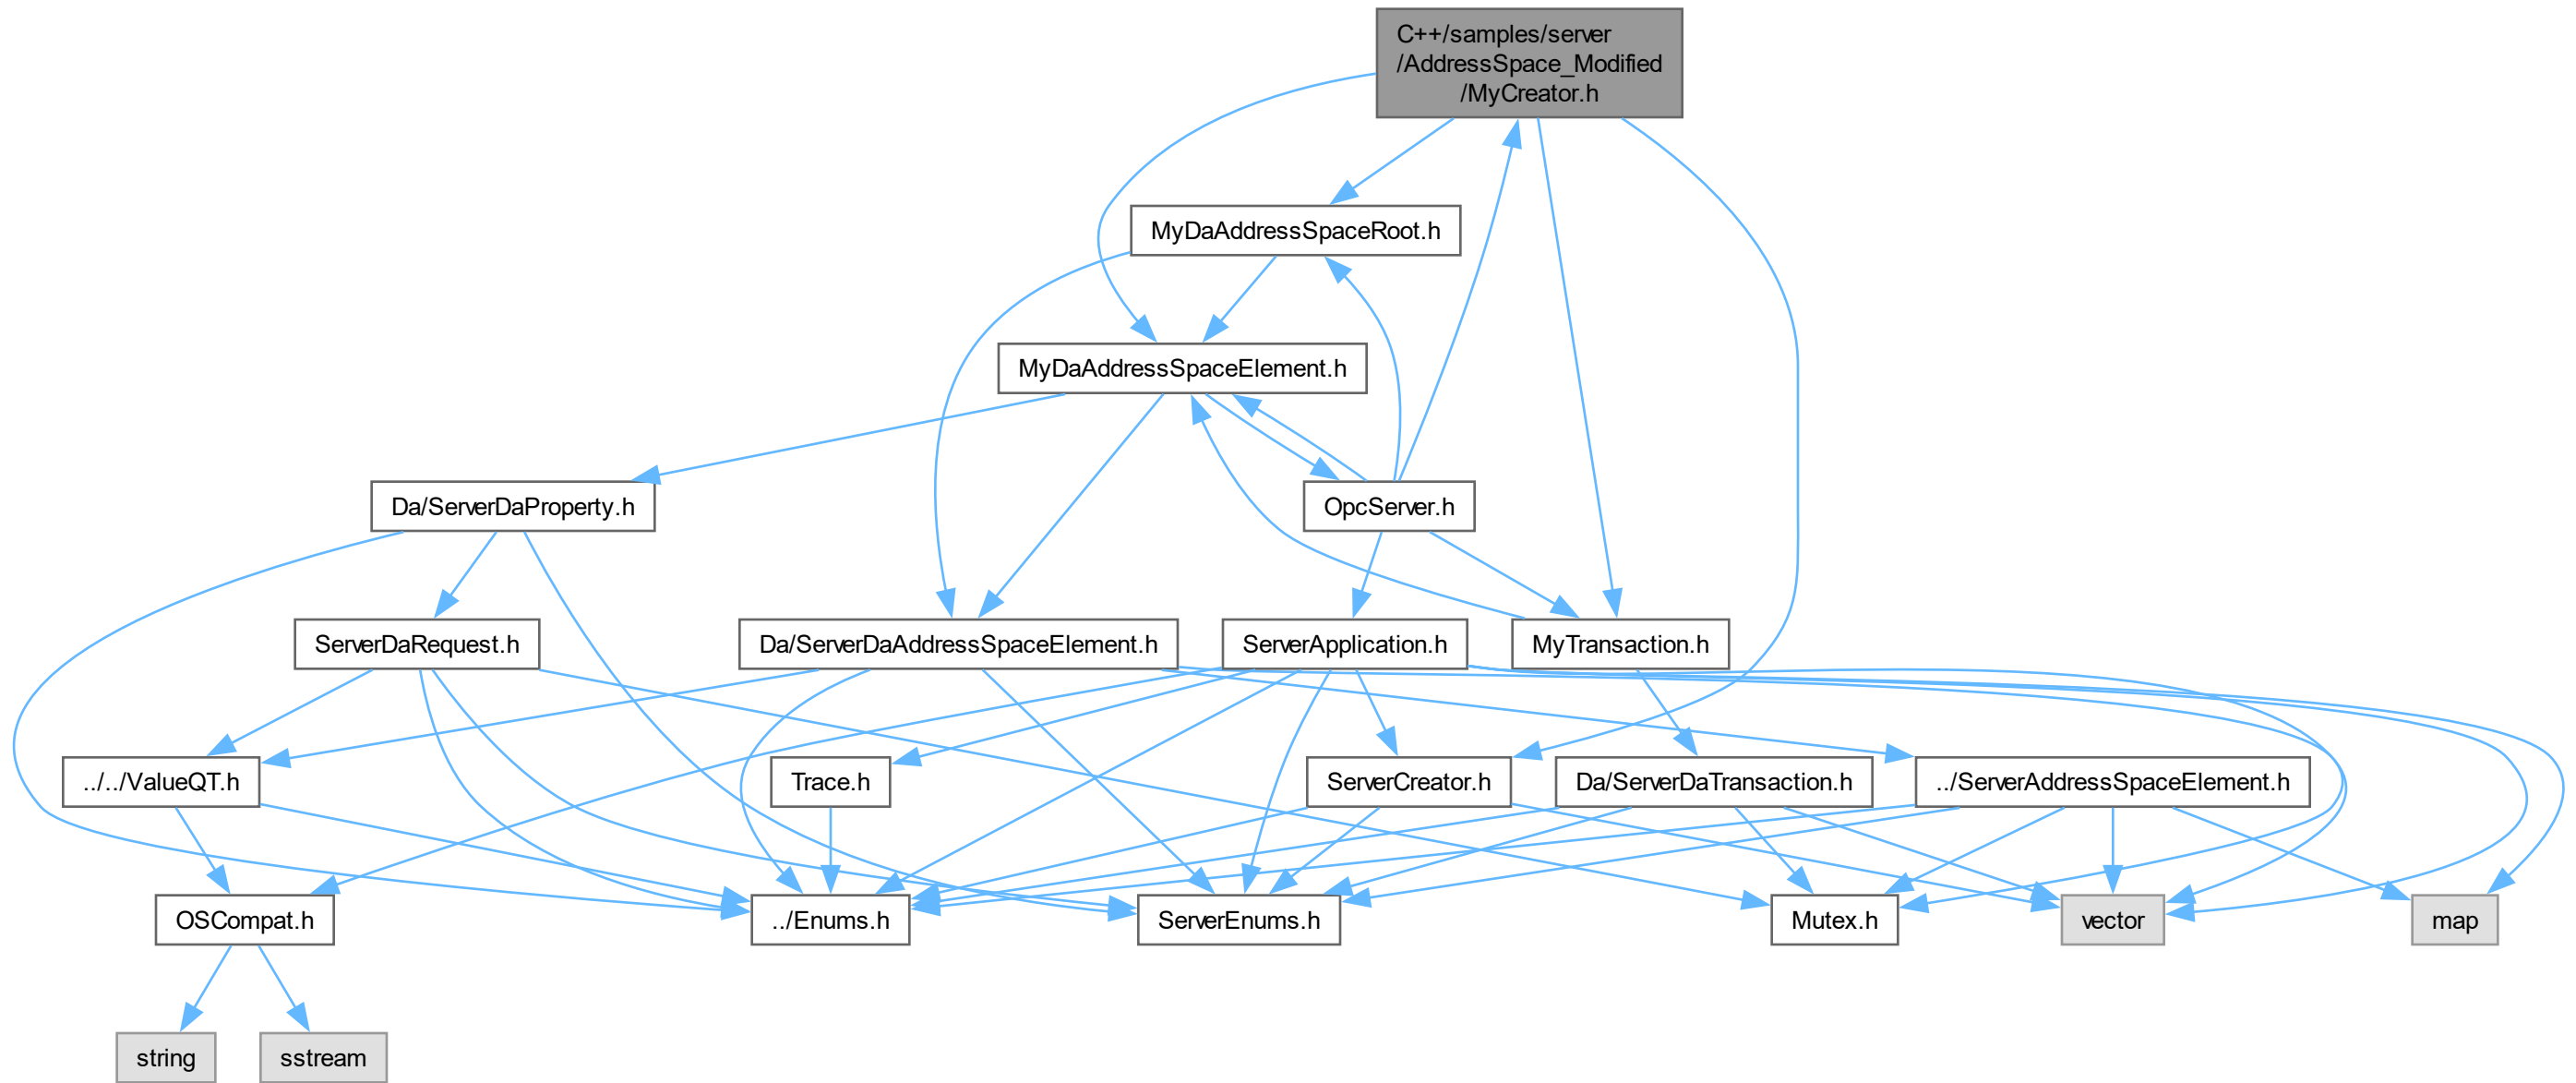 C++/samples/server
/AddressSpace_Modified
/MyCreator.h
MyDaAddressSpaceRoot.h
MyDaAddressSpaceElement.h
Da/ServerDaProperty.h
OpcServer.h
ServerDaRequest.h
Da/ServerDaAddressSpaceElement.h
ServerApplication.h
MyTransaction.h
../../ValueQT.h
Trace.h
ServerCreator.h
Da/ServerDaTransaction.h
../ServerAddressSpaceElement.h
OSCompat.h
../Enums.h
ServerEnums.h
Mutex.h
vector
map
string
sstream